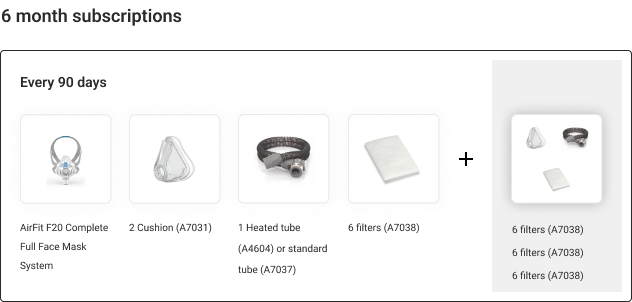 6 month subscriptions
Every 90 days
AirFit F20 Complete
Full Face Mask
System
2 Cushion (A7031)
1 Heated tube
(A4604) or standard
tube (A7037)
6 filters (A7038)
+
6 filters (A7038)
6 filters (A7038)
6 filters (A7038)